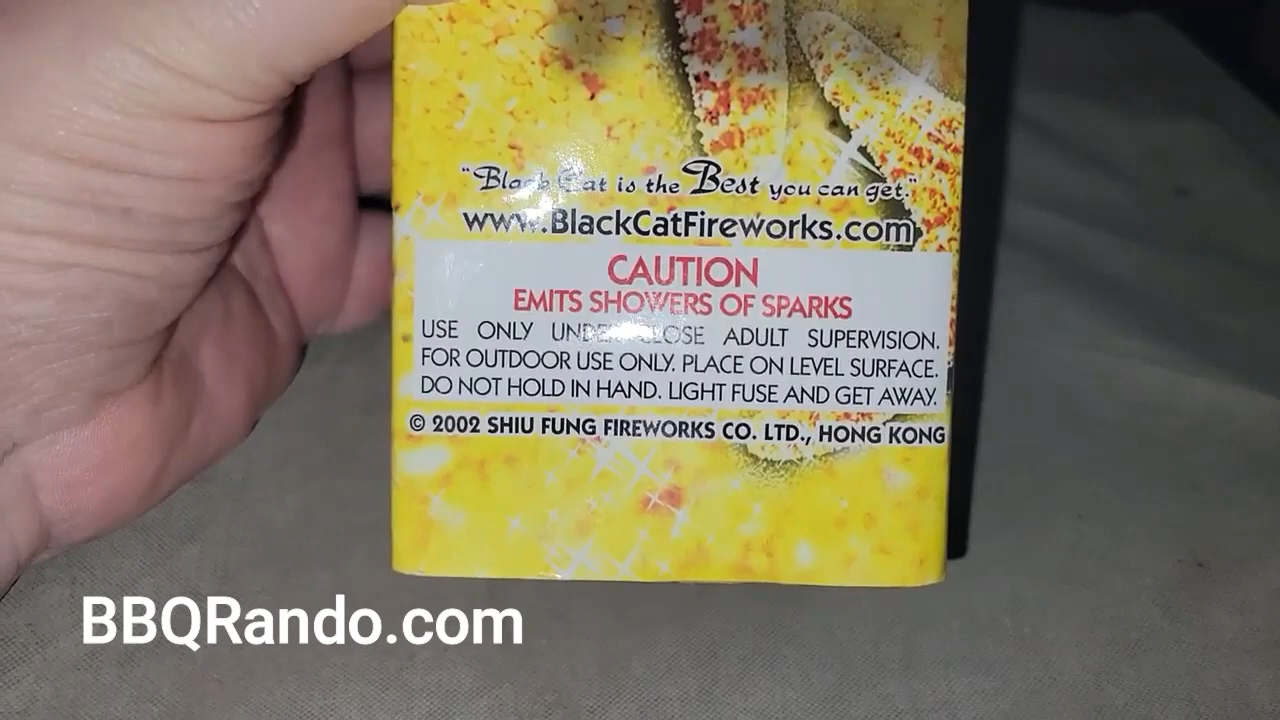 "Black Cat is the Best you can get."
www.BlackCatFireworks.com
CAUTION
EMITS SHOWERS OF SPARKS
USE ONLY UNDER CLOSE ADULT SUPERVISION.
FOR OUTDOOR USE ONLY. PLACE ON LEVEL SURFACE.
DO NOT HOLD IN HAND. LIGHT FUSE AND GET AWAY.
© 2002 SHIU FUNG FIREWORKS CO. LTD., HONG KONG
BBQRando.com